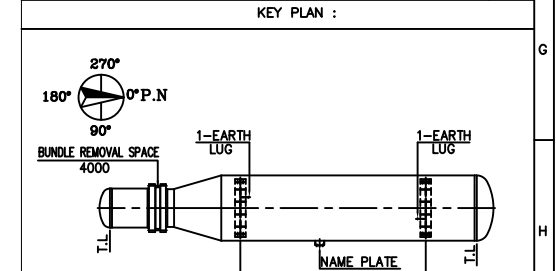 KEY PLAN :
G
270°
180° 0°P.N
90°
BUNDLE REMOVAL SPACE
4000
1-EARTH
LUG
1-EARTH
LUG
H
T.L
NAME PLATE
T.L